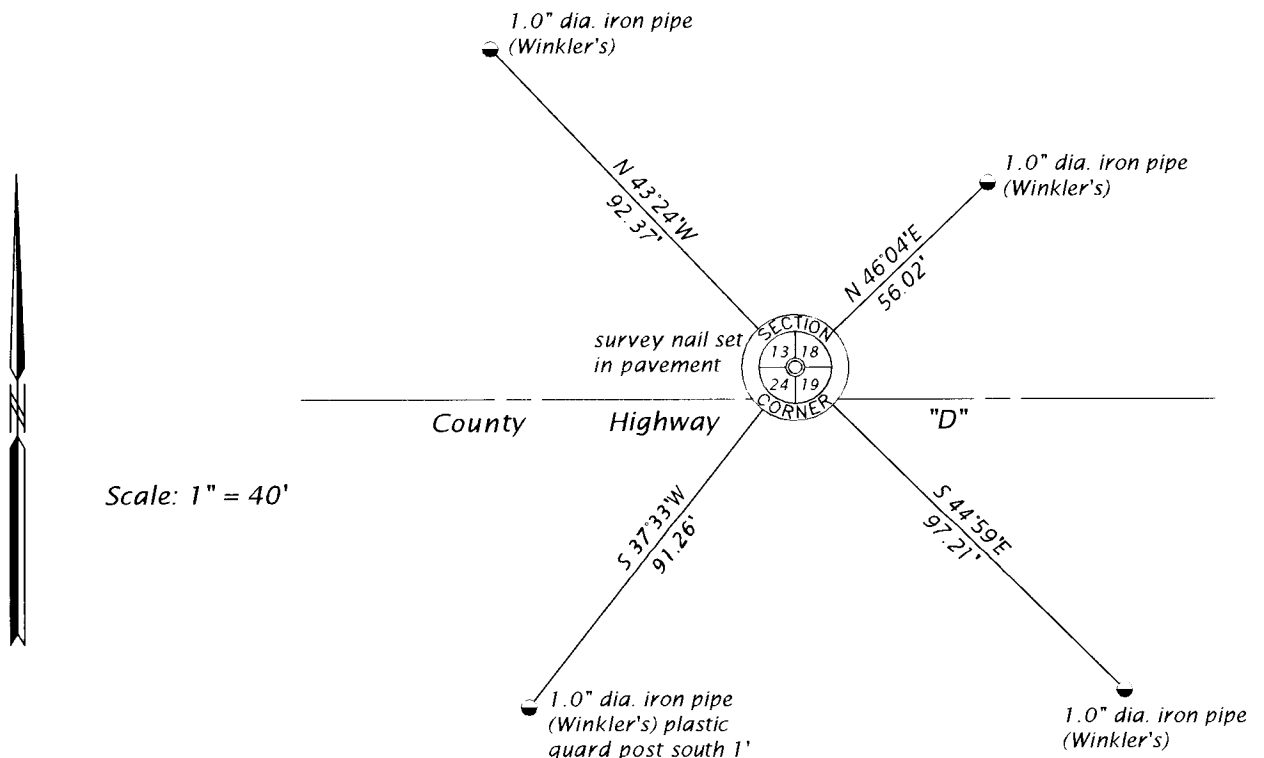 1.0" dia. iron pipe
(Winkler's)
1.0" dia. iron pipe
(Winkler's)
N 43°24'W
92.37'
N 46°04'E
56.02'
survey nail set
in pavement
SECTION
13 18
24 19
CORNER
County Highway "D"
Scale: 1" = 40'
S 37°33'W
91.26'
S 44°59'E
97.21'
1.0" dia. iron pipe
(Winkler's) plastic
guard post south 1'
1.0" dia. iron pipe
(Winkler's)